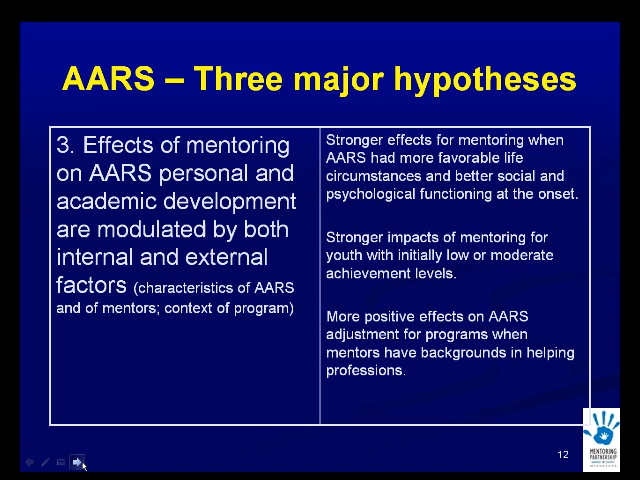 AARS – Three major hypotheses
3. Effects of mentoring
on AARS personal and
academic development
are modulated by both
internal and external
factors (characteristics of AARS
and of mentors; context of program)
Stronger effects for mentoring when
AARS had more favorable life
circumstances and better social and
psychological functioning at the onset.
Stronger impacts of mentoring for
youth with initially low or moderate
achievement levels.
More positive effects on AARS
adjustment for programs when
mentors have backgrounds in helping
professions.
12
MENTORING
PARTNERSHIP